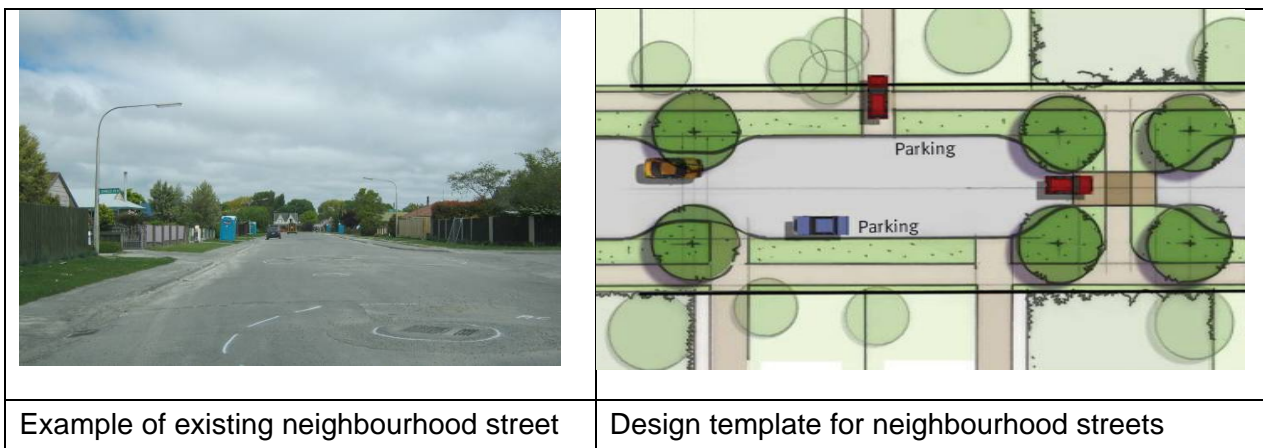 Parking
Parking
Example of existing neighbourhood street
Design template for neighbourhood streets